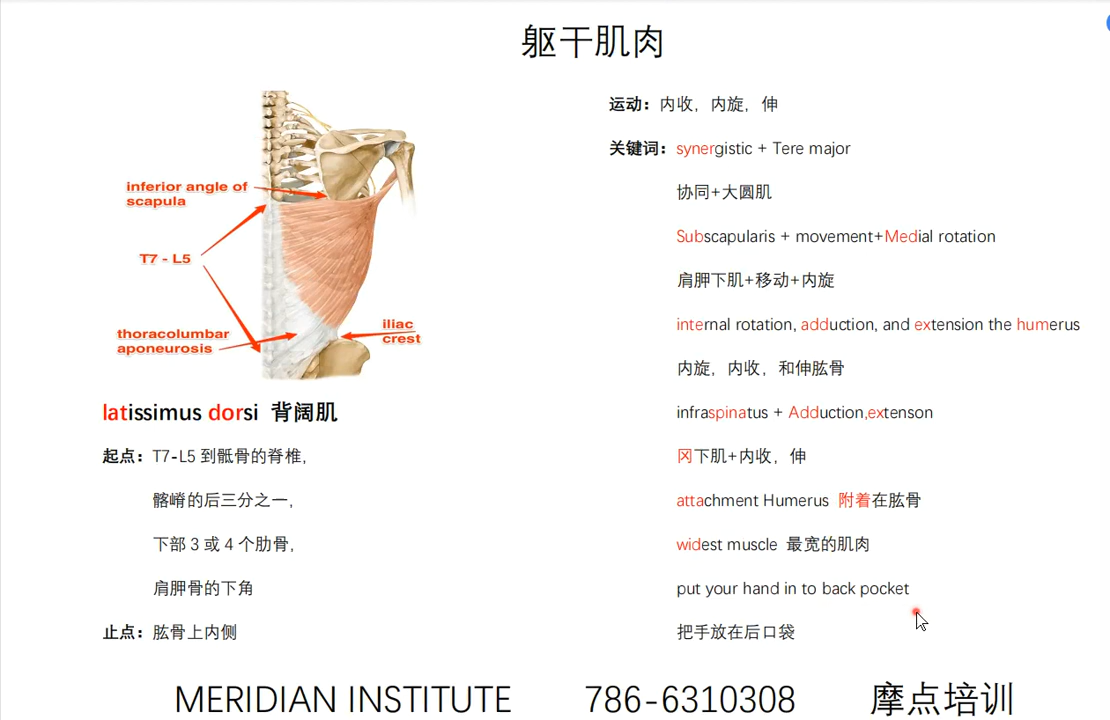 躯干肌肉
inferior angle of
scapula
T7 - L5
thoracolumbar
aponeurosis
iliac
crest
latissimus dorsi 背阔肌
起点：T7-L5 到骶骨的脊椎，
髂嵴的后三分之一，
下部 3 或 4 个肋骨，
肩胛骨的下角
止点：肱骨上内侧
运动：内收，内旋，伸
关键词：synergistic + Tere major
协同+大圆肌
Subscapularis + movement+Medial rotation
肩胛下肌+移动+内旋
internal rotation, adduction, and extension the humerus
内旋，内收，和伸肱骨
infraspinatus + Adduction,extenson
冈下肌+内收，伸
attachment Humerus 附着在肱骨
widest muscle 最宽的肌肉
put your hand in to back pocket
把手放在后口袋
MERIDIAN INSTITUTE 786-6310308 摩点培训